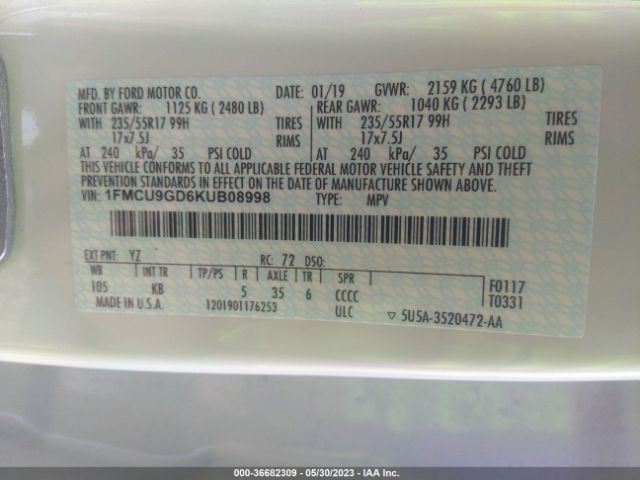 MFD. BY FORD MOTOR CO. 01/19 GVWR: 2159 KG ( 4760 LB)
FRONT GAWR: 1125 KG ( 2480 LB) REAR GAWR: 1040 KG ( 2293 LB)
WITH 235/55R17 99H TIRES WITH 235/55R17 99H TIRES
17x7.5J RIMS 17x7.5J RIMS
AT 240 kPa/ 35 PSI COLD AT 240 kPa/ 35 PSI COLD
THIS VEHICLE CONFORMS TO ALL APPLICABLE FEDERAL MOTOR VEHICLE SAFETY AND THEFT
PREVENTION STANDARDS IN EFFECT ON THE DATE OF MANUFACTURE SHOWN ABOVE.
VIN: 1FMCU9GD6KUB08998 TYPE: MPV
EXT PNT: YZ RC: 72 DSO:
WB INT TR TP/PS R AXLE TR SPR F0117
105 KB 5 35 6 CCCC T0331
MADE IN U.S.A. 1201901176253 ULC ▽ 5U5A-3520472-AA
000-36682309 - 05/30/2023 - IAA Inc.